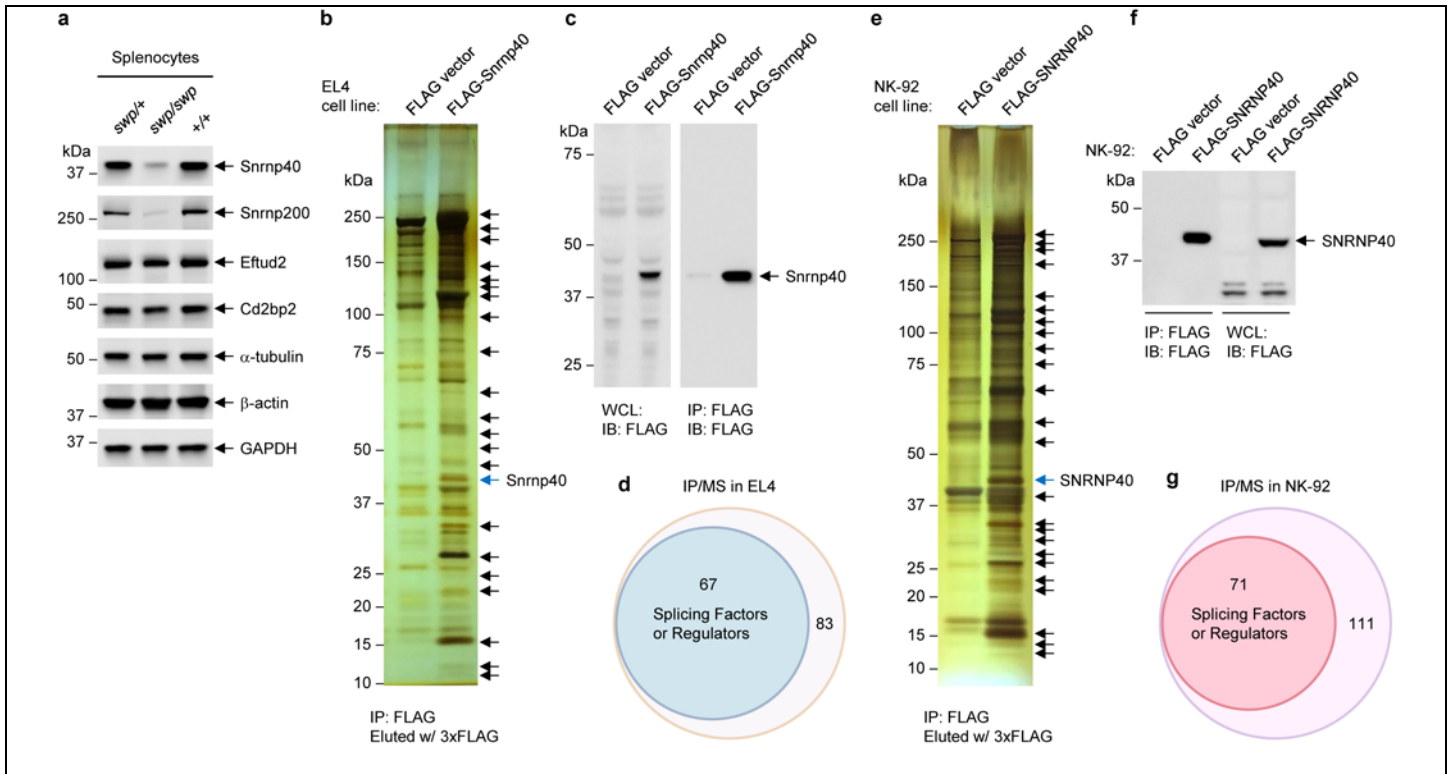 a
Splenocytes
swp/+
swp/swp
+/+
kDa
37
Snrnp40
250
Snrnp200
Eftud2
100
50
Cd2bp2
50
α-tubulin
β-actin
37
37
GAPDH
b
EL4
cell line:
FLAG vector
FLAG-Snrnp40
kDa
250
150
100
75
50
Snrnp40
37
25
20
15
10
IP: FLAG
Eluted w/ 3xFLAG
c
FLAG vector
FLAG-Snrnp40
FLAG vector
FLAG-Snrnp40
kDa
75
50
Snrnp40
37
25
WCL:
IB: FLAG
IP: FLAG
IB: FLAG
d
IP/MS in EL4
67
Splicing Factors
or Regulators
83
e
NK-92
cell line:
FLAG vector
FLAG-SNRNP40
kDa
250
150
100
75
50
SNRNP40
37
25
20
15
10
IP: FLAG
Eluted w/ 3xFLAG
f
NK-92:
FLAG vector
FLAG-SNRNP40
FLAG vector
FLAG-SNRNP40
kDa
50
SNRNP40
37
IP: FLAG
IB: FLAG
WCL:
IB: FLAG
g
IP/MS in NK-92
71
Splicing Factors
or Regulators
111